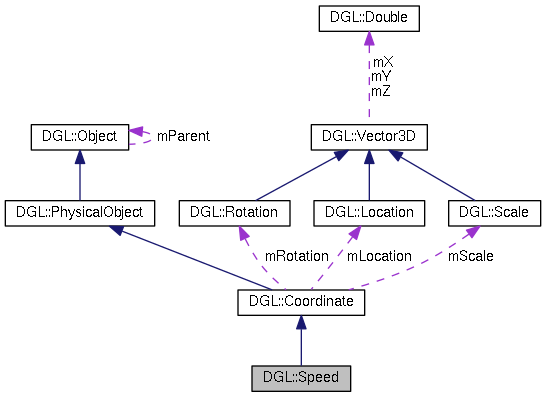 DGL::Double
mX
mY
mZ
DGL::Object
mParent
DGL::Vector3D
DGL::PhysicalObject
DGL::Rotation
DGL::Location
DGL::Scale
mRotation
mLocation
mScale
DGL::Coordinate
DGL::Speed